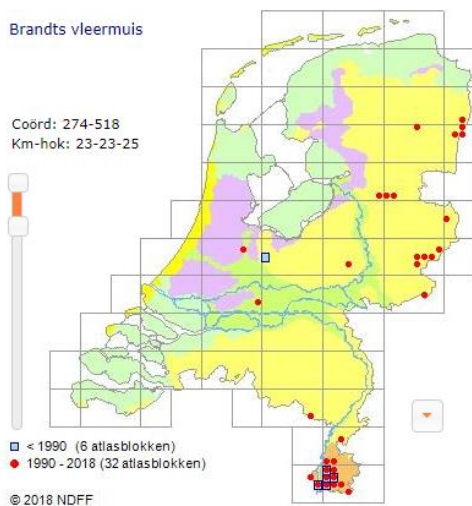 Brandts vleermuis
Coörd: 274-518
Km-hok: 23-23-25
< 1990 (6 atlasblokken)
1990 - 2018 (32 atlasblokken)
© 2018 NDFF